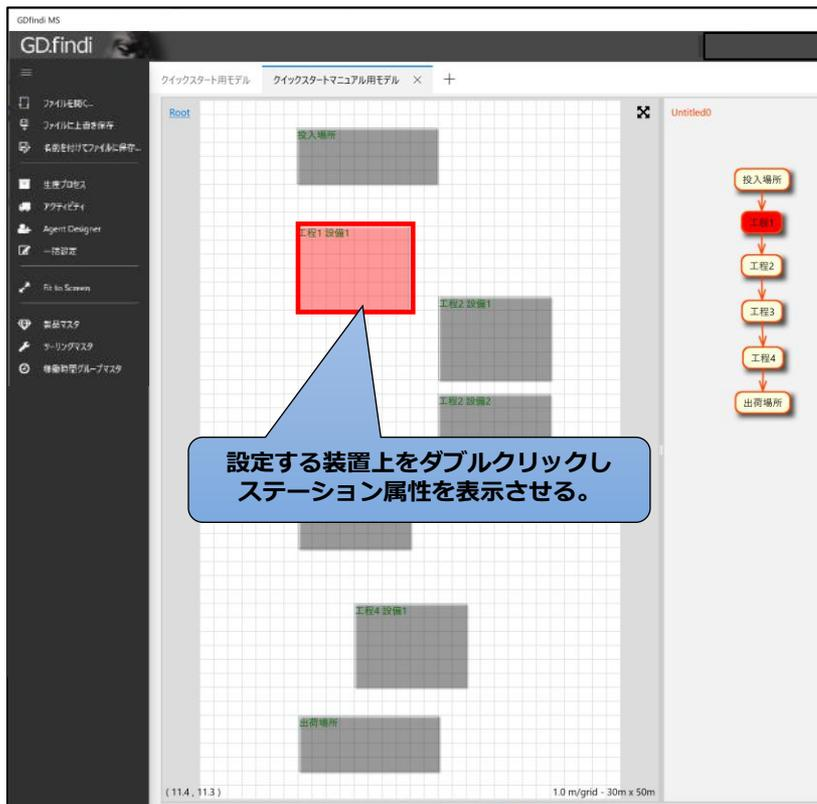 GDfindi MS
GD.findi
クイックスタート用モデル
クイックスタートマニュアル用モデル ×
+
ファイルを開く...
ファイルに上書き保存
名前を付けてファイルに保存...
生産プロセス
アクティビティ
Agent Designer
一括設定
Fit to Screen
製品マスタ
ツーリングマスタ
稼働時間グループマスタ
Root
投入場所
工程1 設備1
工程2 設備1
工程2 設備2
設定する装置上をダブルクリックし
ステーション属性を表示させる。
工程4 設備1
出荷場所
( 11.4 , 11.3 )
1.0 m/grid - 30m x 50m
Untitled0
投入場所
工程1
工程2
工程3
工程4
出荷場所